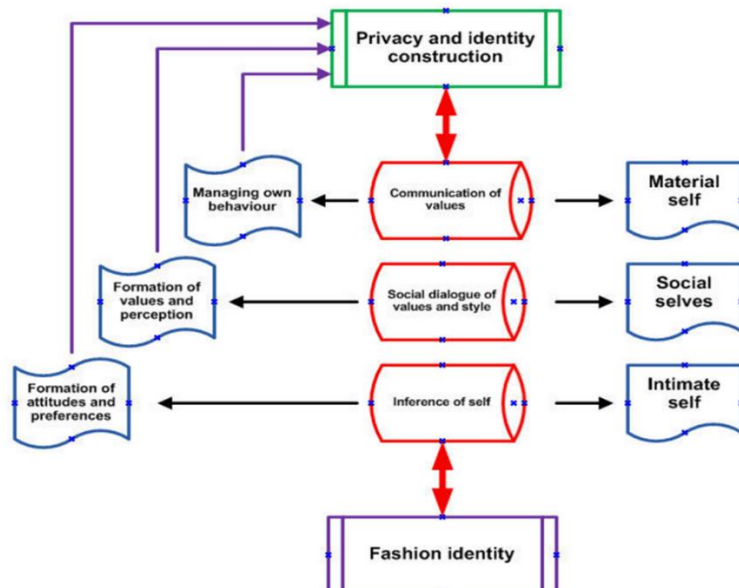 Privacy and identity
construction
Managing own
behaviour
Communication of
values
Material
self
Formation of
values and
perception
Social dialogue of
values and style
Social
selves
Formation of
attitudes and
preferences
Inference of self
Intimate
self
Fashion identity